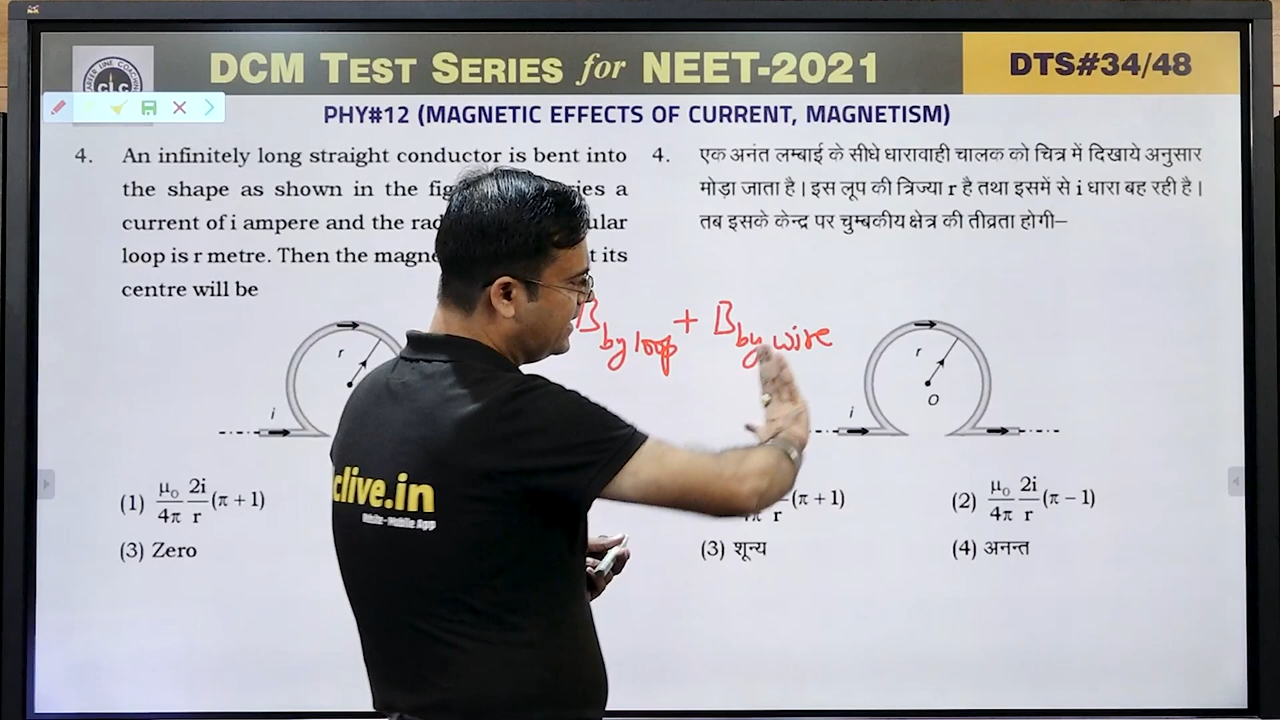 DCM TEST SERIES for NEET-2021
DTS#34/48
CLC
PHY#12 (MAGNETIC EFFECTS OF CURRENT, MAGNETISM)
4. An infinitely long straight conductor is bent into
the shape as shown in the
current of i ampere and the
loop is r metre. Then the its
centre will be
r
i
(1) μ₀/4π 2i/r (π + 1)
(3) Zero
B by loop + B by wire
4. एक अनंत लम्बाई के सीधे धारावाही चालक को चित्र में दिखाये अनुसार
मोड़ा जाता है। इस लूप की त्रिज्या r है तथा इसमें से i धारा बह रही है।
तब इसके केन्द्र पर चुम्बकीय क्षेत्र की तीव्रता होगी–
r
O
i
r (π + 1)
(2) μ₀/4π 2i/r (π − 1)
(3) शून्य
(4) अनन्त
clive.in